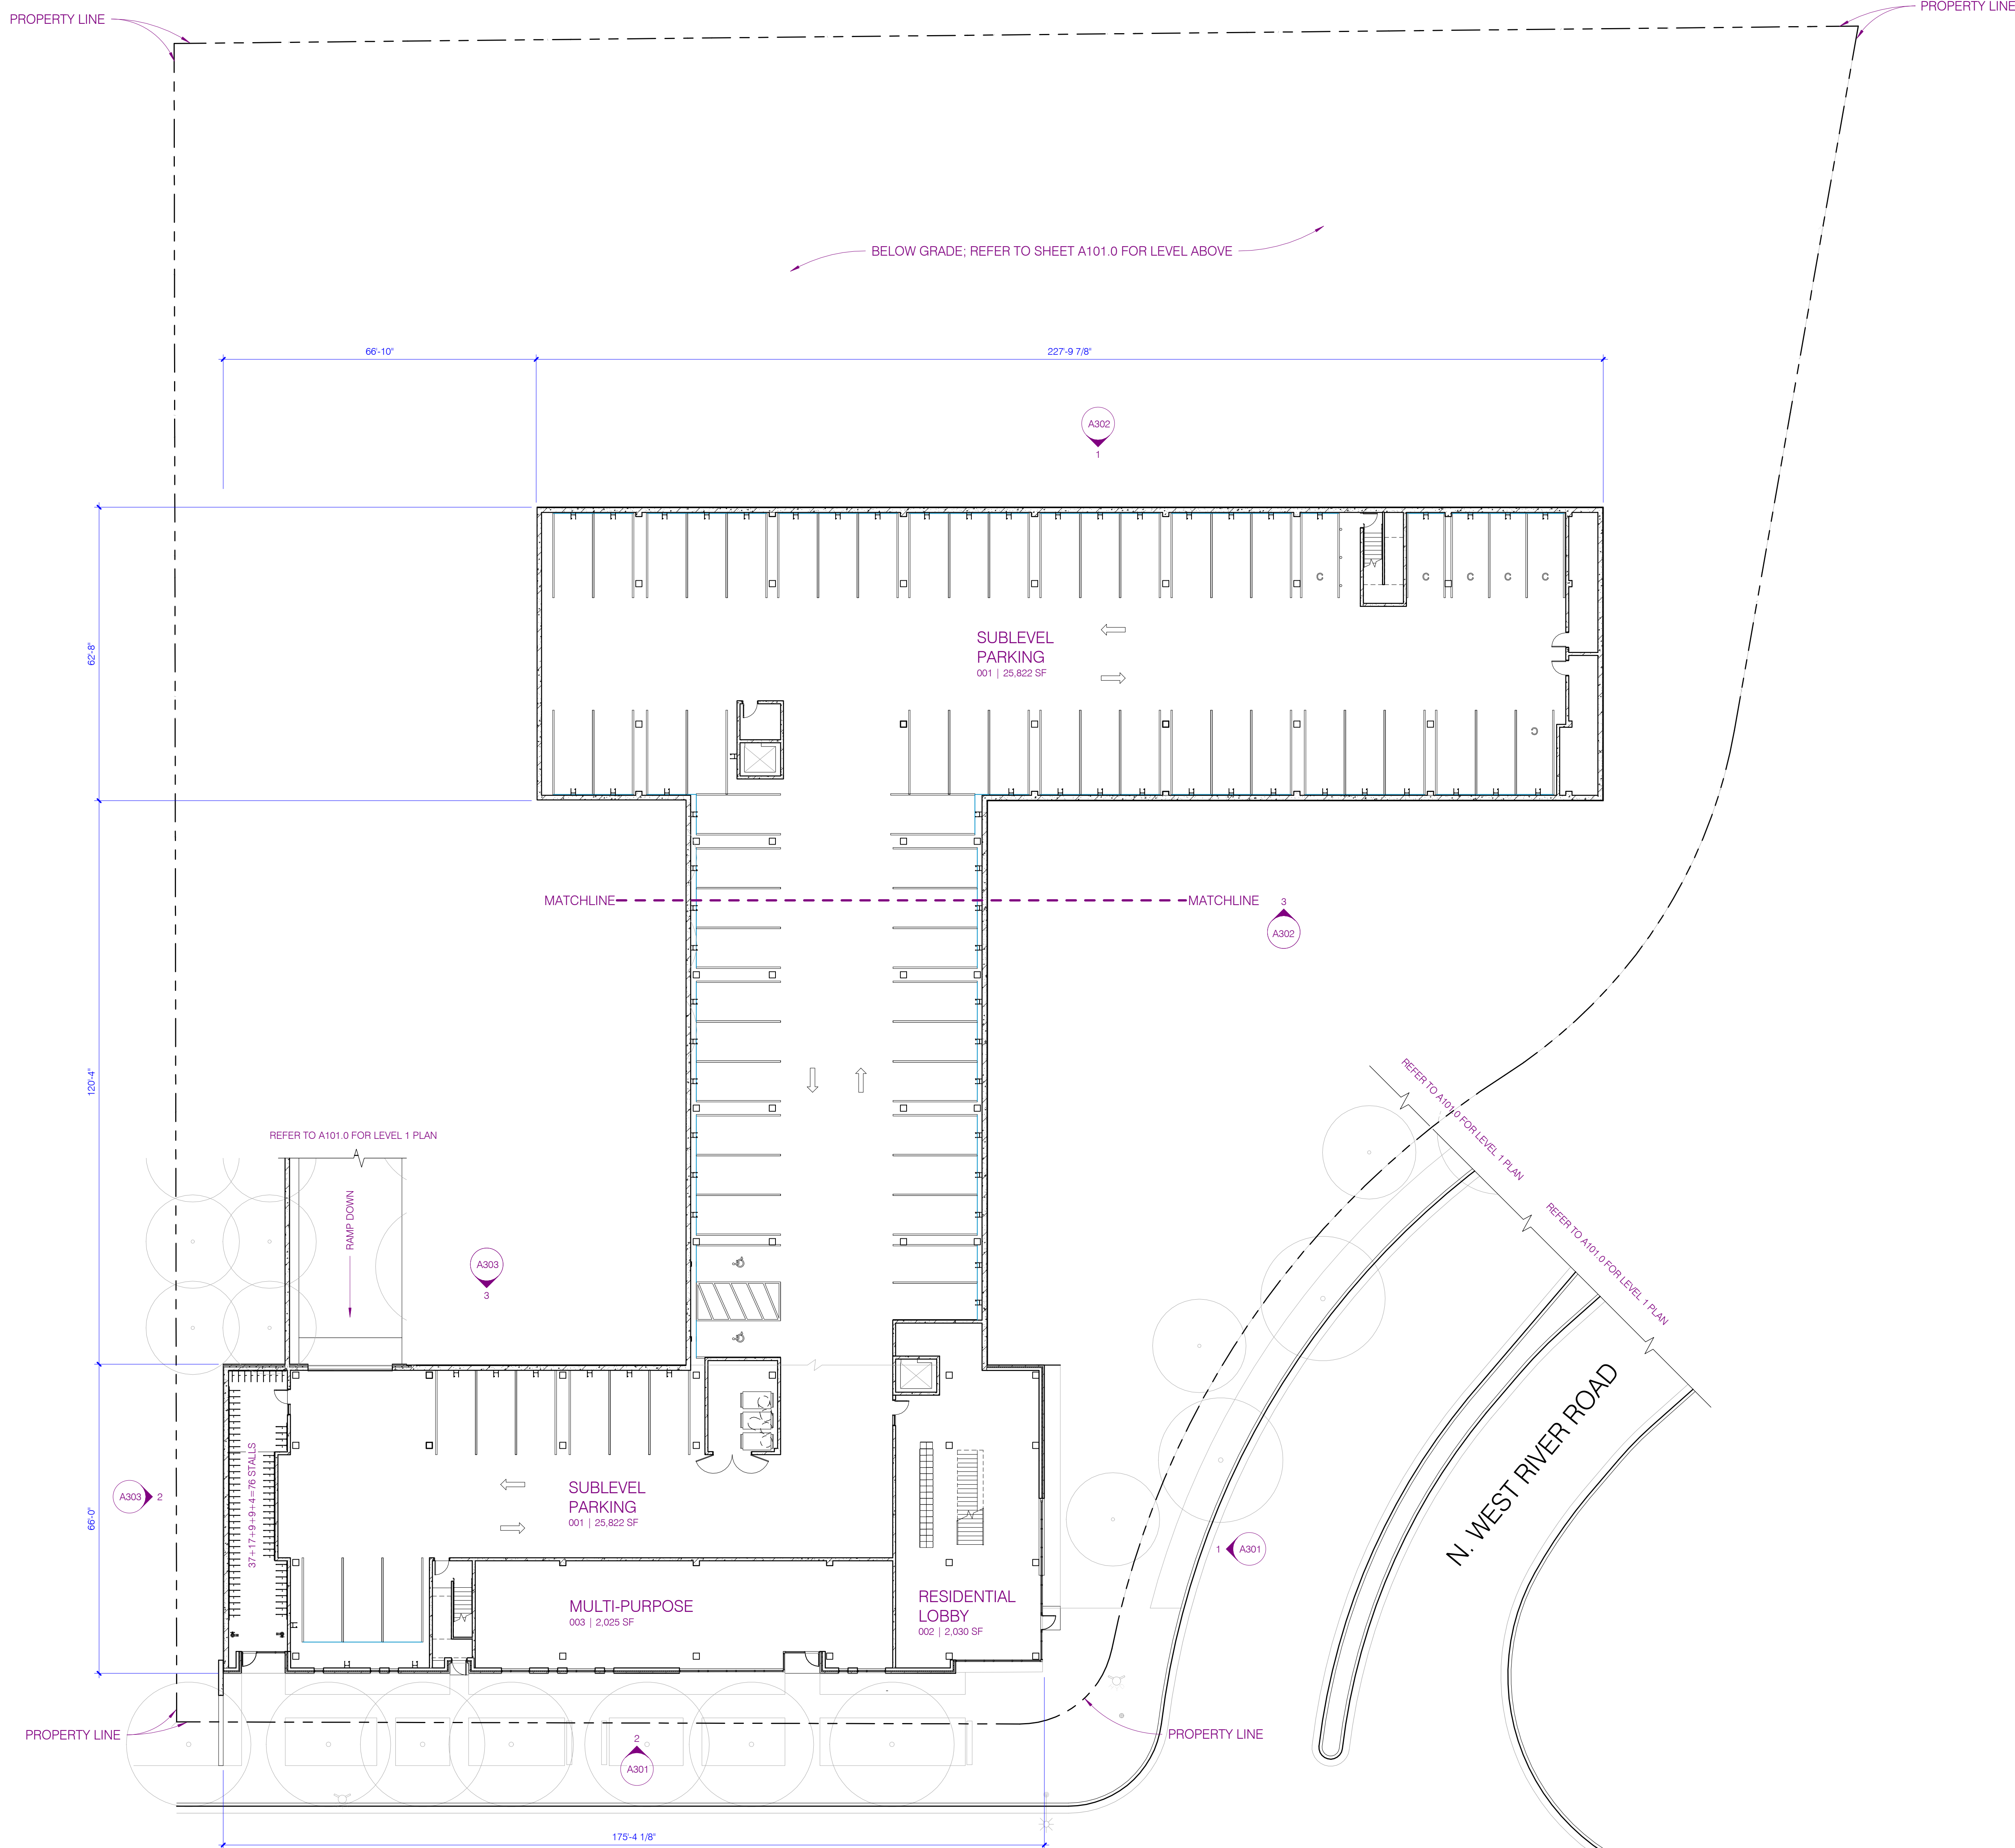 PROPERTY LINE
PROPERTY LINE
BELOW GRADE; REFER TO SHEET A101.0 FOR LEVEL ABOVE
66'-10"
227'-9 7/8"
A302
1
62'-8"
C
C
C
C
C
SUBLEVEL
PARKING
001 | 25,822 SF
C
MATCHLINE
MATCHLINE
3
A302
120'-4"
REFER TO A101.0 FOR LEVEL 1 PLAN
REFER TO A101.0 FOR LEVEL 1 PLAN
RAMP DOWN
REFER TO A101.0 FOR LEVEL 1 PLAN
A303
3
N. WEST RIVER ROAD
37+17+9+9+4=76 STALLS
A303
2
66'-0"
SUBLEVEL
PARKING
001 | 25,822 SF
1
A301
MULTI-PURPOSE
003 | 2,025 SF
RESIDENTIAL
LOBBY
002 | 2,030 SF
PROPERTY LINE
PROPERTY LINE
2
A301
175'-4 1/8"